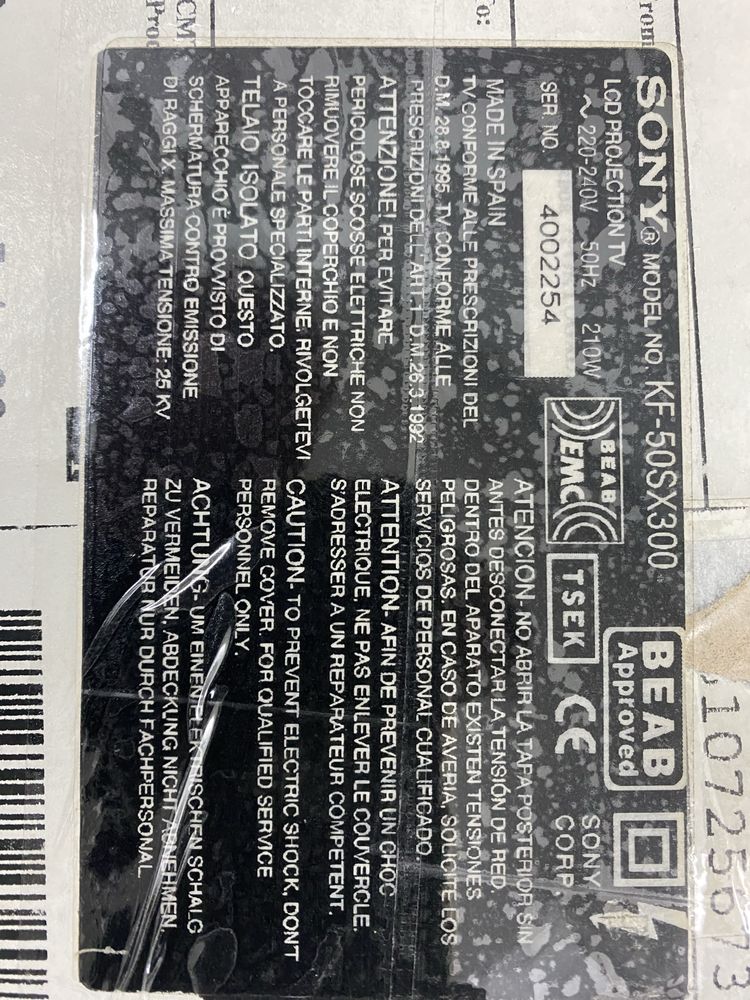 SONY® MODEL NO. KF-50SX300
LCD PROJECTION TV
~ 220-240V 50Hz 210W
SER. NO. 4002254
BEAB
EMC
TSEK
CE
BEAB
Approved
SONY
CORP.
MADE IN SPAIN
TV CONFORME ALLE PRESCRIZIONI DEL
D.M. 28.8.1995, TV CONFORME ALLE
PRESCRIZIONI DELL'ART. 1. D.M. 26.3.1992
ATTENZIONE! PER EVITARE
PERICOLOSE SCOSSE ELETTRICHE NON
RIMUOVERE IL COPERCHIO E NON
TOCCARE LE PARTI INTERNE. RIVOLGETEVI
A PERSONALE SPECIALIZZATO.
TELAIO ISOLATO QUESTO
APPARECCHIO È PROVVISTO DI
SCHERMATURA CONTRO EMISSIONE
DI RAGGI X. MASSIMA TENSIONE: 25 KV
ATENCION- NO ABRIR LA TAPA POSTERIOR SIN
ANTES DESCONECTAR LA TENSIÓN DE RED
DENTRO DEL APARATO EXISTEN TENSIONES
PELIGROSAS. EN CASO DE AVERIA, SOLICITE LOS
SERVICIOS DE PERSONAL CUALIFICADO.
ATTENTION- AFIN DE PREVENIR UN CHOC
ELECTRIQUE, NE PAS ENLEVER LE COUVERCLE.
S'ADRESSER A UN REPARATEUR COMPETENT.
CAUTION- TO PREVENT ELECTRIC SHOCK, DON'T
REMOVE COVER. FOR QUALIFIED SERVICE
PERSONNEL ONLY.
ACHTUNG- UM EINEN ELEKTRISCHEN SCHALG
ZU VERMEIDEN, ABDECKLING NICHT ABNEHMEN.
REPARATUR NUR DURCH FACHPERSONAL